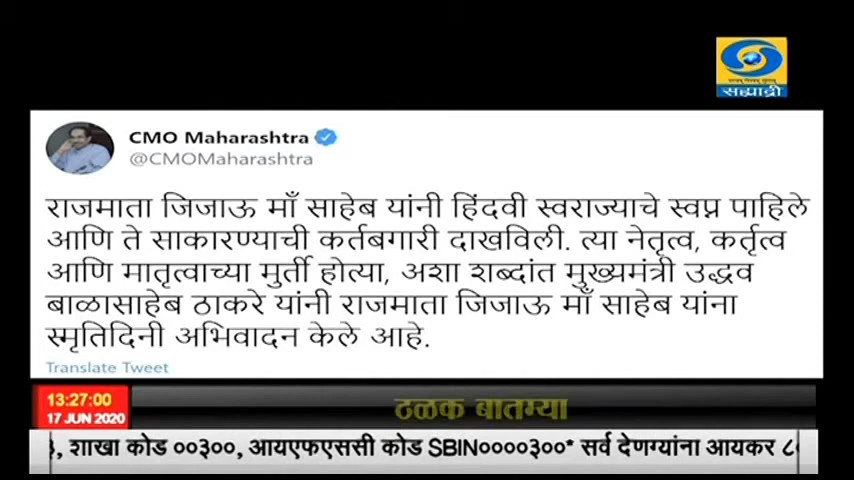 सह्याद्री
CMO Maharashtra
@CMOMaharashtra
राजमाता जिजाऊ माँ साहेब यांनी हिंदवी स्वराज्याचे स्वप्न पाहिले
आणि ते साकारण्याची कर्तबगारी दाखविली. त्या नेतृत्व, कर्तृत्व
आणि मातृत्वाच्या मुर्ती होत्या, अशा शब्दांत मुख्यमंत्री उद्धव
बाळासाहेब ठाकरे यांनी राजमाता जिजाऊ माँ साहेब यांना
स्मृतिदिनी अभिवादन केले आहे.
Translate Tweet
13:27:00
17 JUN 2020
ठळक बातम्या
, शाखा कोड ००३००, आयएफएससी कोड SBIN००००३००* सर्व देणग्यांना आयकर